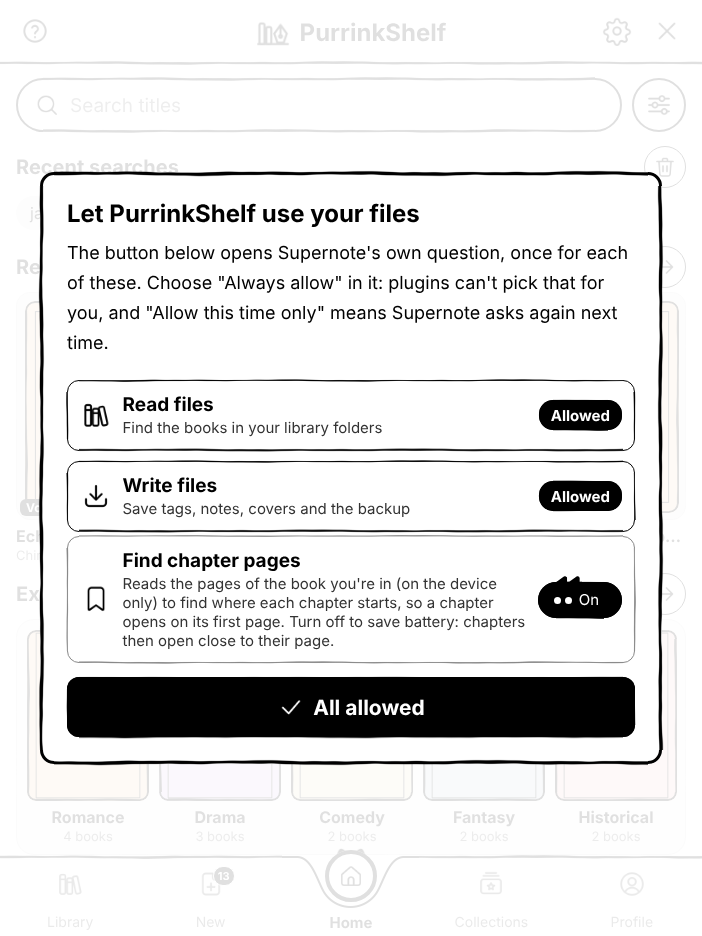 PurrinkShelf
Search titles
Recent searches
Let PurrinkShelf use your files
The button below opens Supernote's own question, once for each
of these. Choose "Always allow" in it: plugins can't pick that for
you, and "Allow this time only" means Supernote asks again next
time.
Read files
Find the books in your library folders
Allowed
Write files
Save tags, notes, covers and the backup
Allowed
Find chapter pages
Reads the pages of the book you're in (on the device
only) to find where each chapter starts, so a chapter
opens on its first page. Turn off to save battery: chapters
then open close to their page.
On
All allowed
Romance
4 books
Drama
3 books
Comedy
2 books
Fantasy
2 books
Historical
2 books
13
Library
New
Home
Collections
Profile